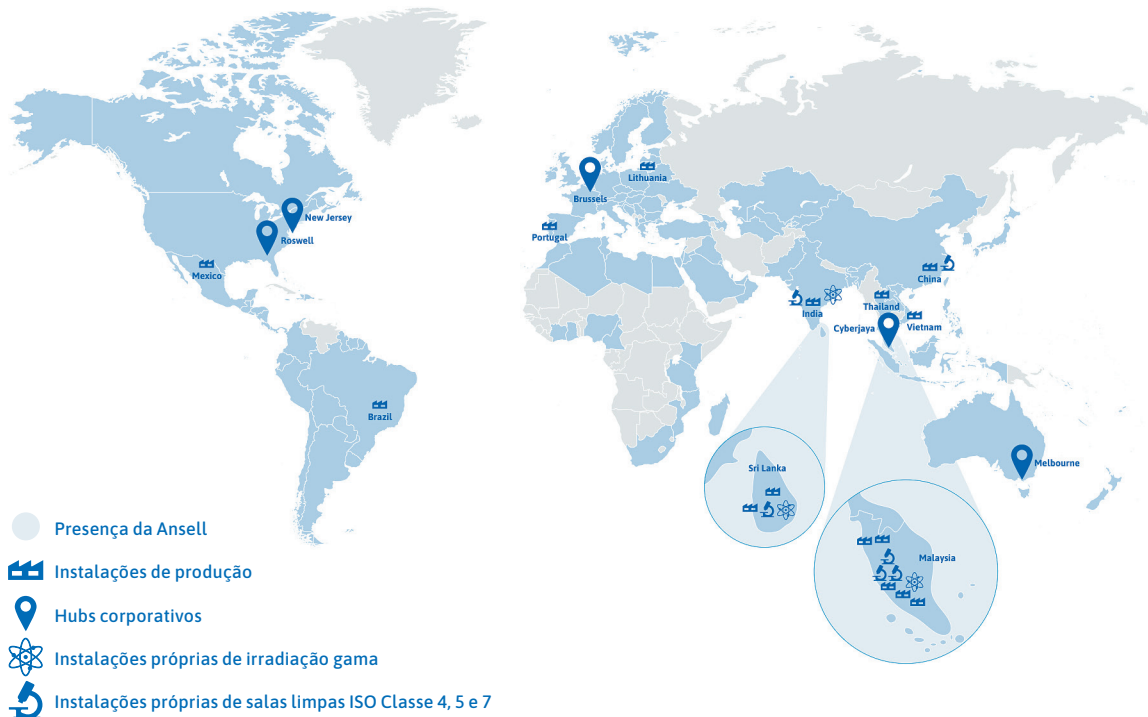 Lithuania
Brussels
New Jersey
Roswell
Portugal
Mexico
China
Thailand
India
Cyberjaya
Vietnam
Brazil
Melbourne
Sri Lanka
Malaysia
Presença da Ansell
Instalações de produção
Hubs corporativos
Instalações próprias de irradiação gama
Instalações próprias de salas limpas ISO Classe 4, 5 e 7